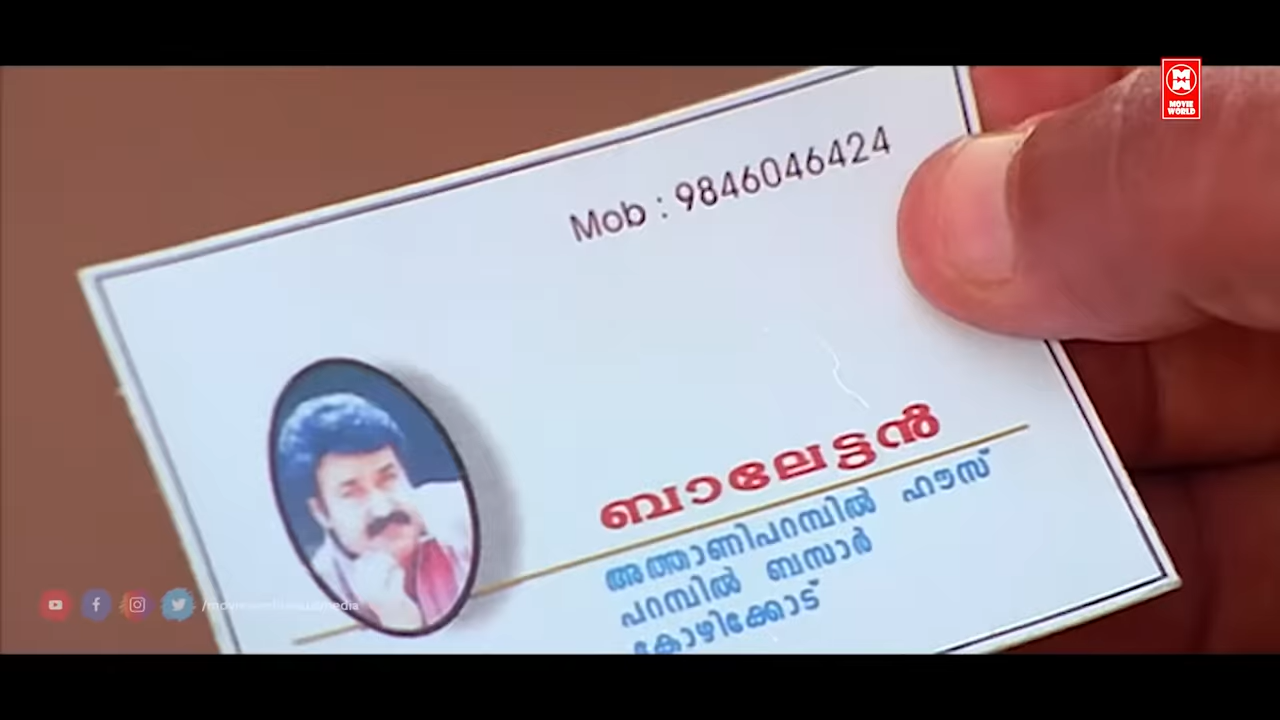 MOVIE
WORLD
Mob : 9846046424
ബാലേട്ടൻ
അത്താണിപറമ്പിൽ ഹൗസ്
പറമ്പിൽ ബസാർ
കോഴിക്കോട്